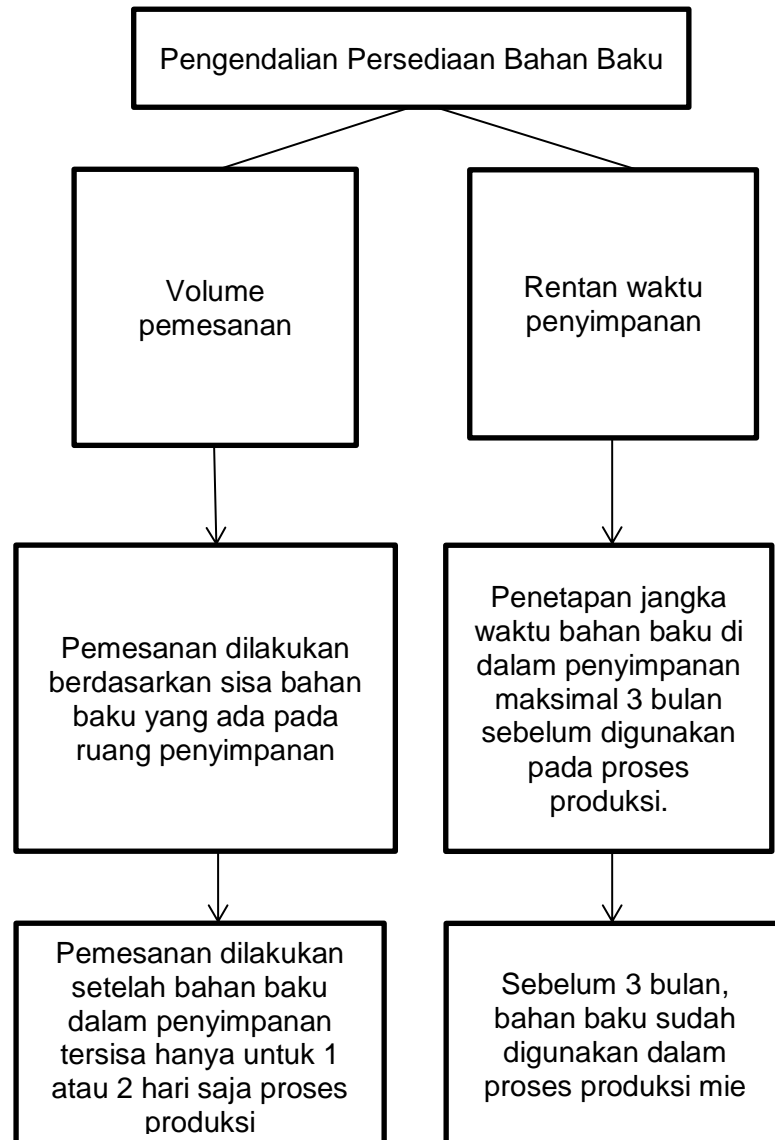 Pengendalian Persediaan Bahan Baku
Volume
pemesanan
Rentan waktu
penyimpanan
Pemesanan dilakukan
berdasarkan sisa bahan
baku yang ada pada
ruang penyimpanan
Penetapan jangka
waktu bahan baku di
dalam penyimpanan
maksimal 3 bulan
sebelum digunakan
pada proses
produksi.
Pemesanan dilakukan
setelah bahan baku
dalam penyimpanan
tersisa hanya untuk 1
atau 2 hari saja proses
produksi
Sebelum 3 bulan,
bahan baku sudah
digunakan dalam
proses produksi mie